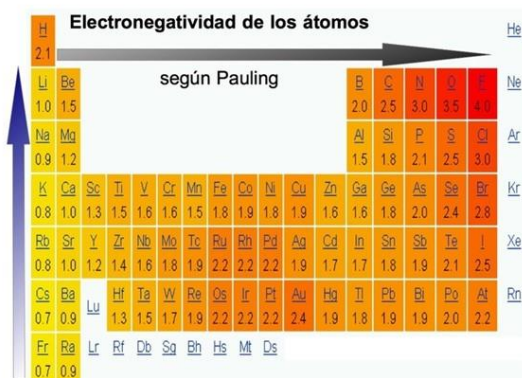 H Electronegatividad de los átomos He
2.1
según Pauling
Li Be B C N O F Ne
1.0 1.5 2.0 2.5 3.0 3.5 4.0
Na Mg Al Si P S Cl Ar
0.9 1.2 1.5 1.8 2.1 2.5 3.0
K Ca Sc Ti V Cr Mn Fe Co Ni Cu Zn Ga Ge As Se Br Kr
0.8 1.0 1.3 1.5 1.6 1.6 1.5 1.8 1.9 1.8 1.9 1.6 1.6 1.8 2.0 2.4 2.8
Rb Sr Y Zr Nb Mo Tc Ru Rh Pd Ag Cd In Sn Sb Te I Xe
0.8 1.0 1.2 1.4 1.6 1.8 1.9 2.2 2.2 2.2 1.9 1.7 1.7 1.8 1.9 2.1 2.5
Cs Ba Lu Hf Ta W Re Os Ir Pt Au Hg Tl Pb Bi Po At Rn
0.7 0.9 1.3 1.5 1.7 1.9 2.2 2.2 2.2 2.4 1.9 1.8 1.9 1.9 2.0 2.2
Fr Ra Lr Rf Db Sg Bh Hs Mt Ds
0.7 0.9